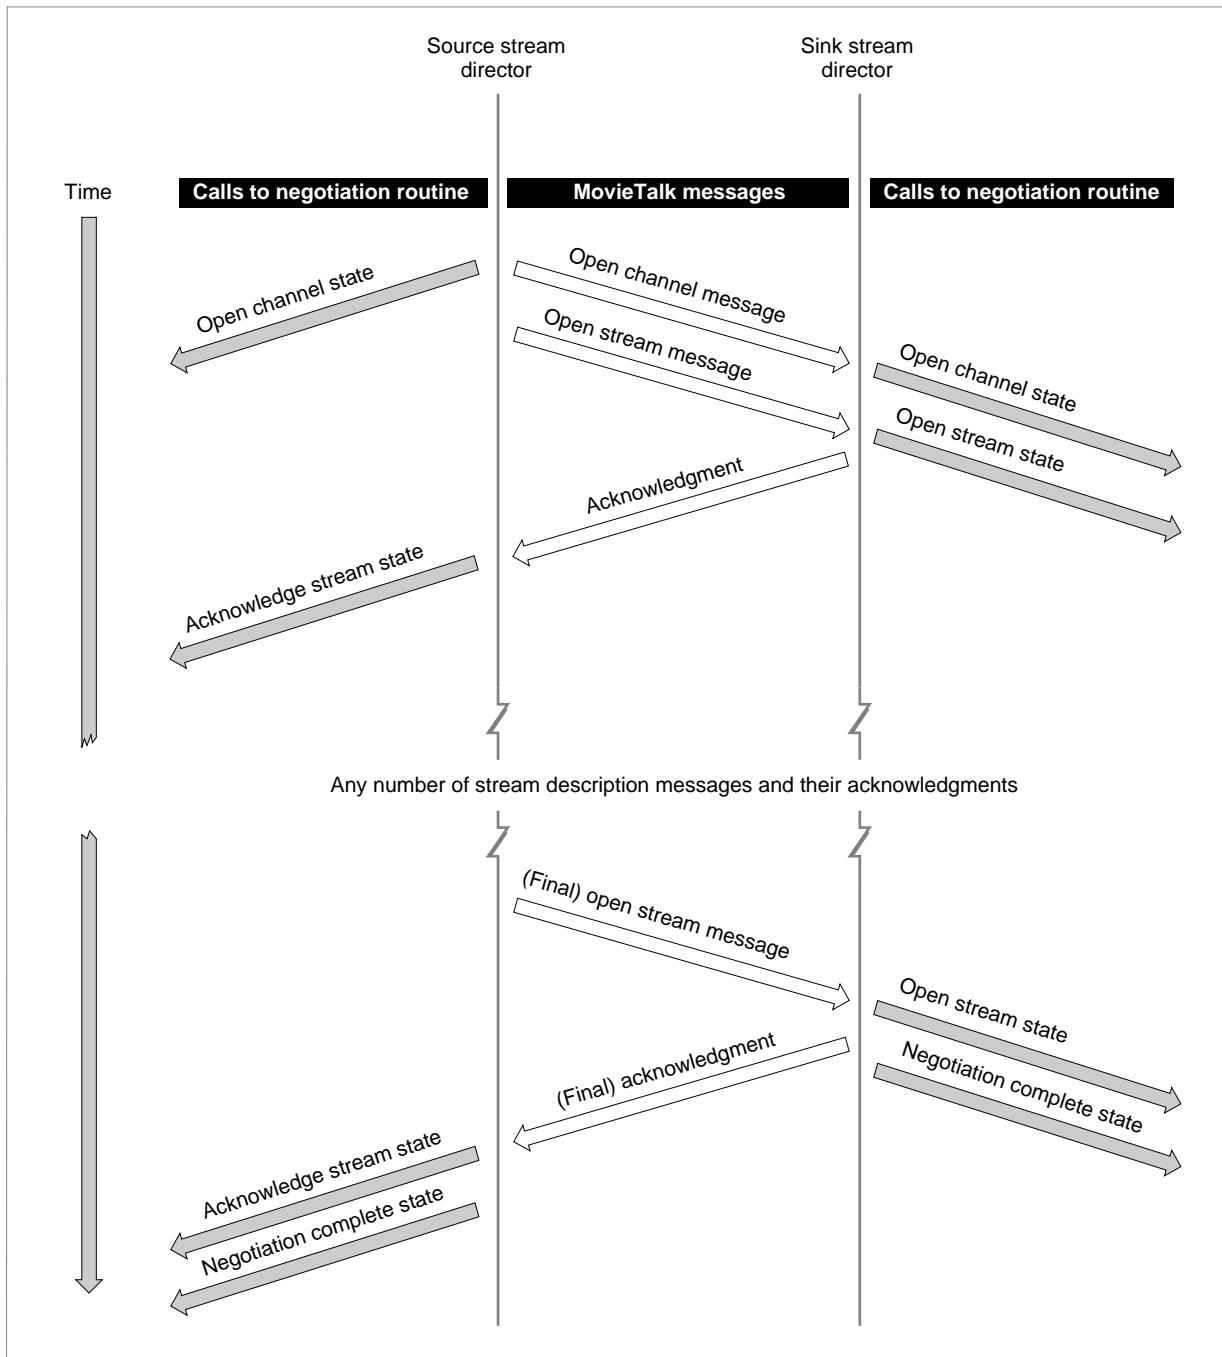 Source stream
director
Sink stream
director
Time
Calls to negotiation routine
MovieTalk messages
Calls to negotiation routine
Open channel state
Open channel message
Open stream message
Open channel state
Open stream state
Acknowledgment
Acknowledge stream state
Any number of stream description messages and their acknowledgments
(Final) open stream message
Open stream state
Negotiation complete state
(Final) acknowledgment
Acknowledge stream state
Negotiation complete state